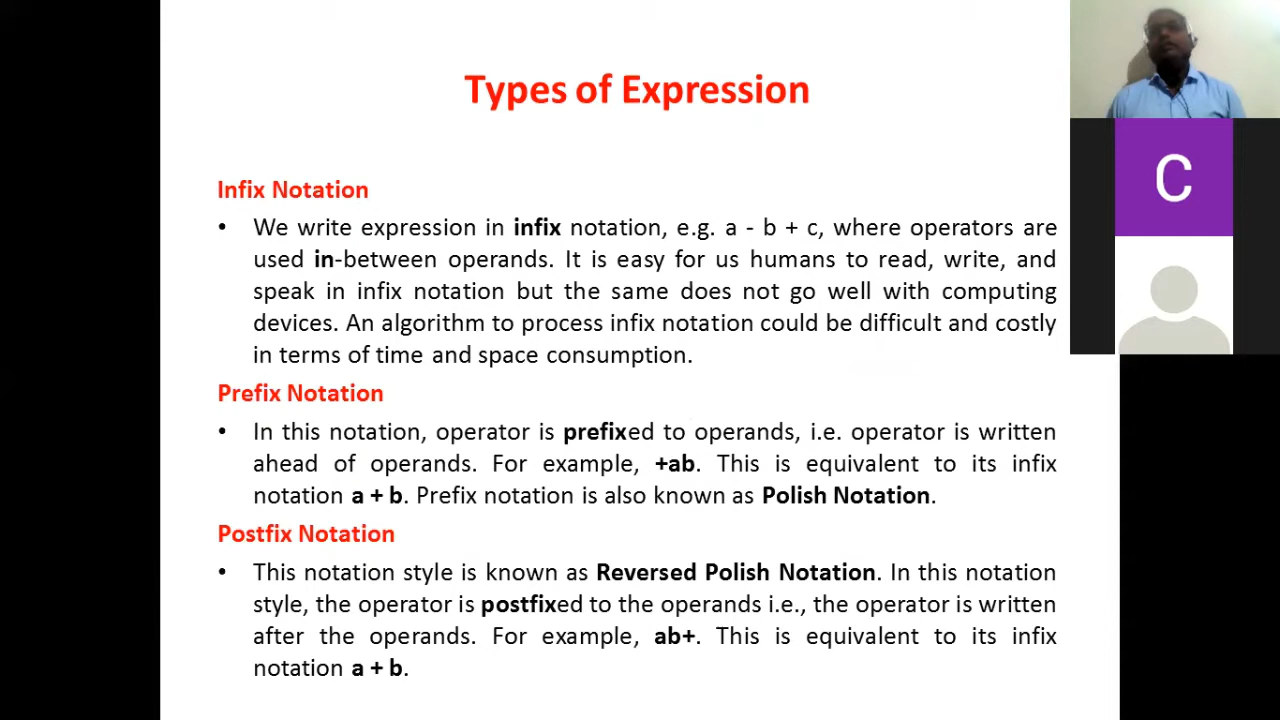 Types of Expression
C
Infix Notation
• We write expression in infix notation, e.g. a - b + c, where operators are
used in-between operands. It is easy for us humans to read, write, and
speak in infix notation but the same does not go well with computing
devices. An algorithm to process infix notation could be difficult and costly
in terms of time and space consumption.
Prefix Notation
• In this notation, operator is prefixed to operands, i.e. operator is written
ahead of operands. For example, +ab. This is equivalent to its infix
notation a + b. Prefix notation is also known as Polish Notation.
Postfix Notation
• This notation style is known as Reversed Polish Notation. In this notation
style, the operator is postfixed to the operands i.e., the operator is written
after the operands. For example, ab+. This is equivalent to its infix
notation a + b.